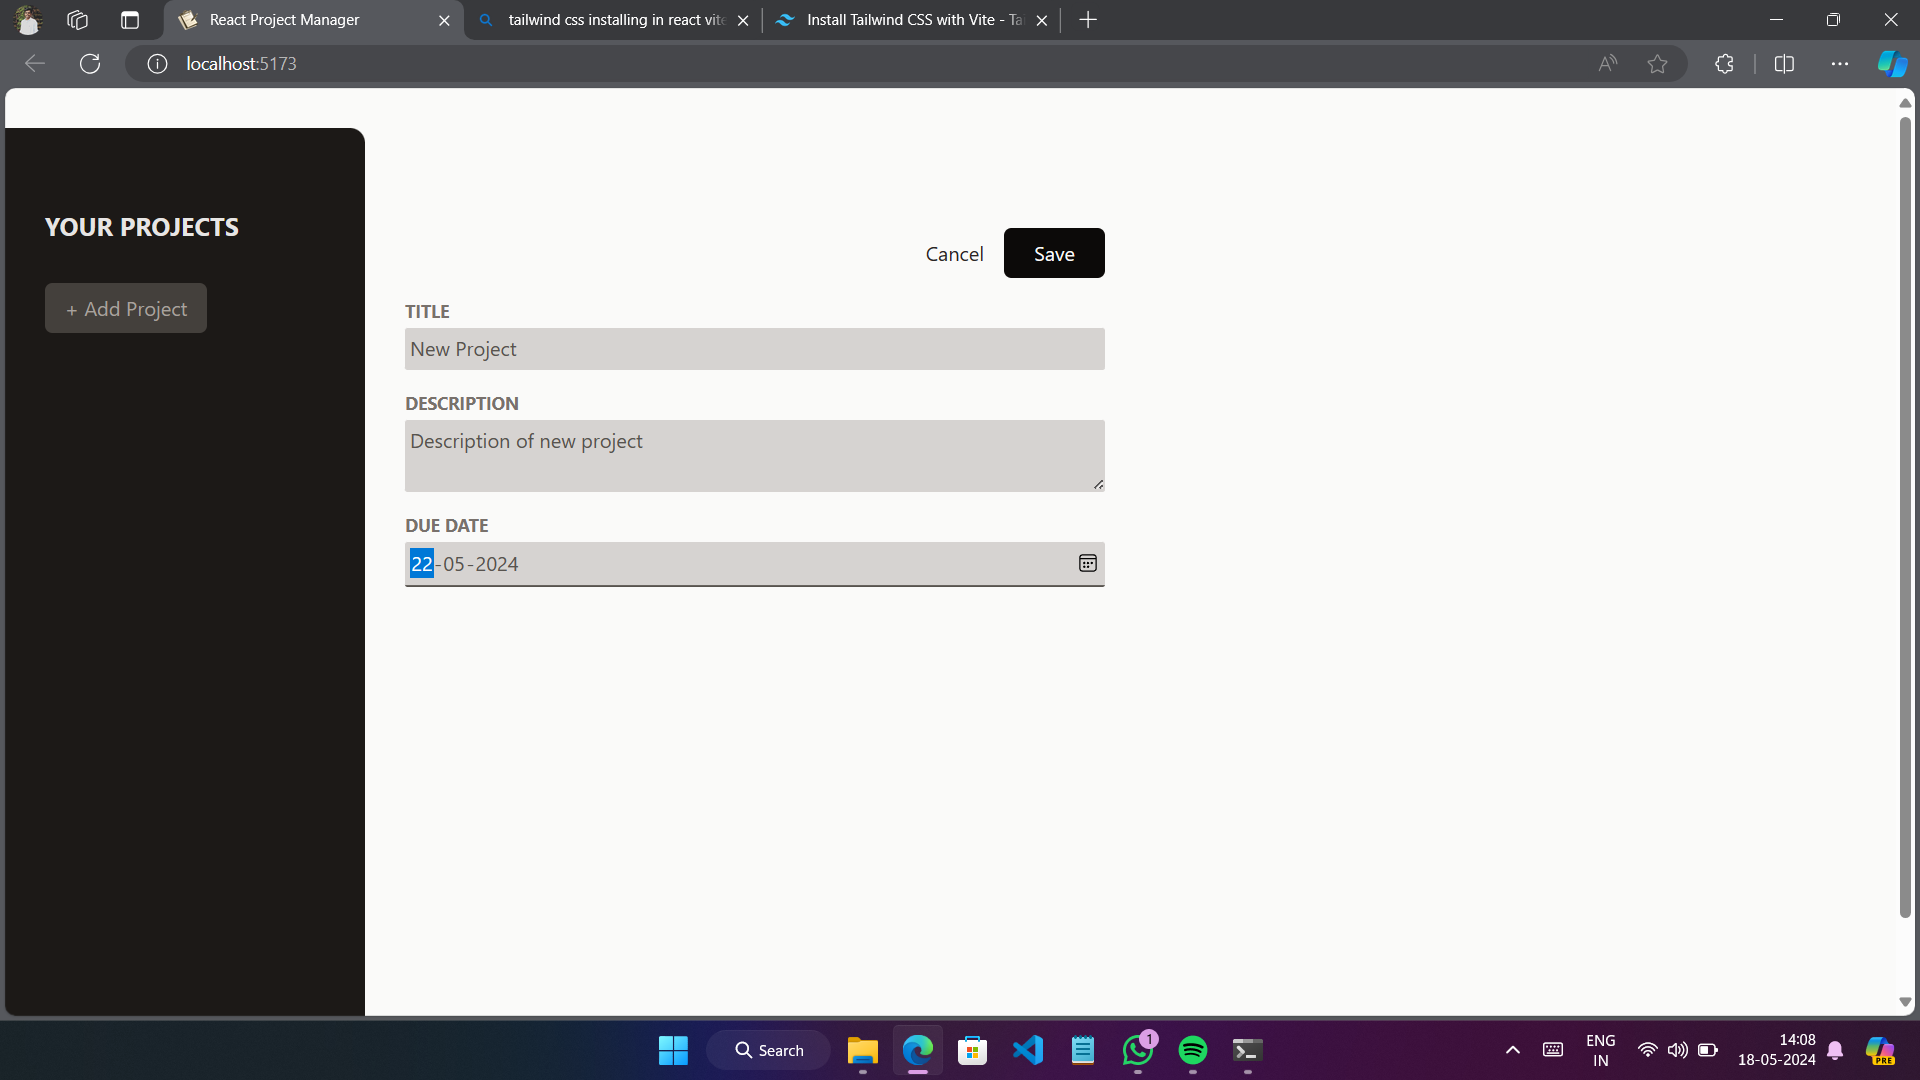 React Project Manager
tailwind css installing in react vite
Install Tailwind CSS with Vite - Ta
localhost:5173
YOUR PROJECTS
+ Add Project
Cancel
Save
TITLE
New Project
DESCRIPTION
Description of new project
DUE DATE
22-05-2024
Search
1
ENG
IN
14:08
18-05-2024
PRE